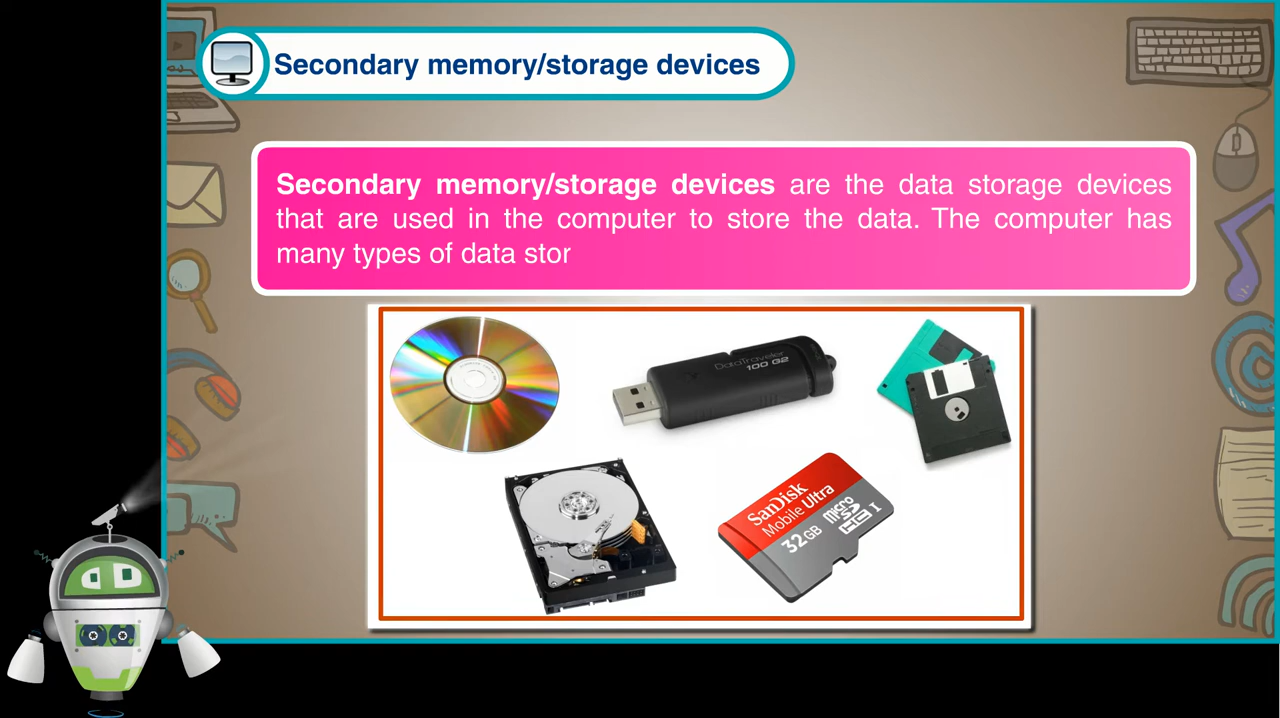 Secondary memory/storage devices
Secondary memory/storage devices are the data storage devices
that are used in the computer to store the data. The computer has
many types of data stor
DataTraveler
100 G2
SanDisk
Mobile Ultra
32GB
micro
SD
HC I